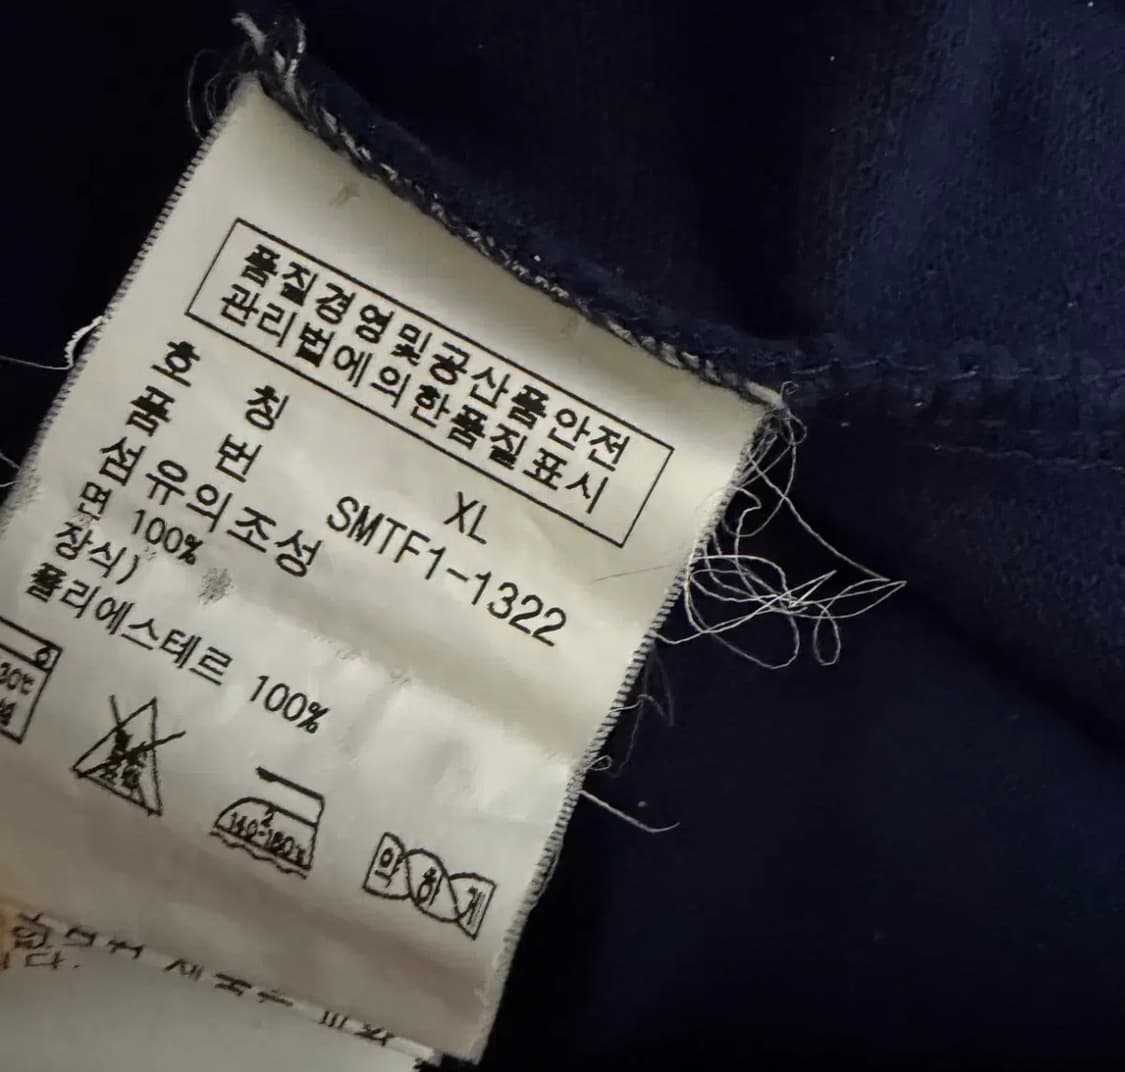 품질경영및공산품안전
관리법에의한품질표시
호 칭 XL
품 번 SMTF1-1322
섬유의조성
면 100%
장식)
폴리에스테르 100%
30℃
140-160℃
약하게